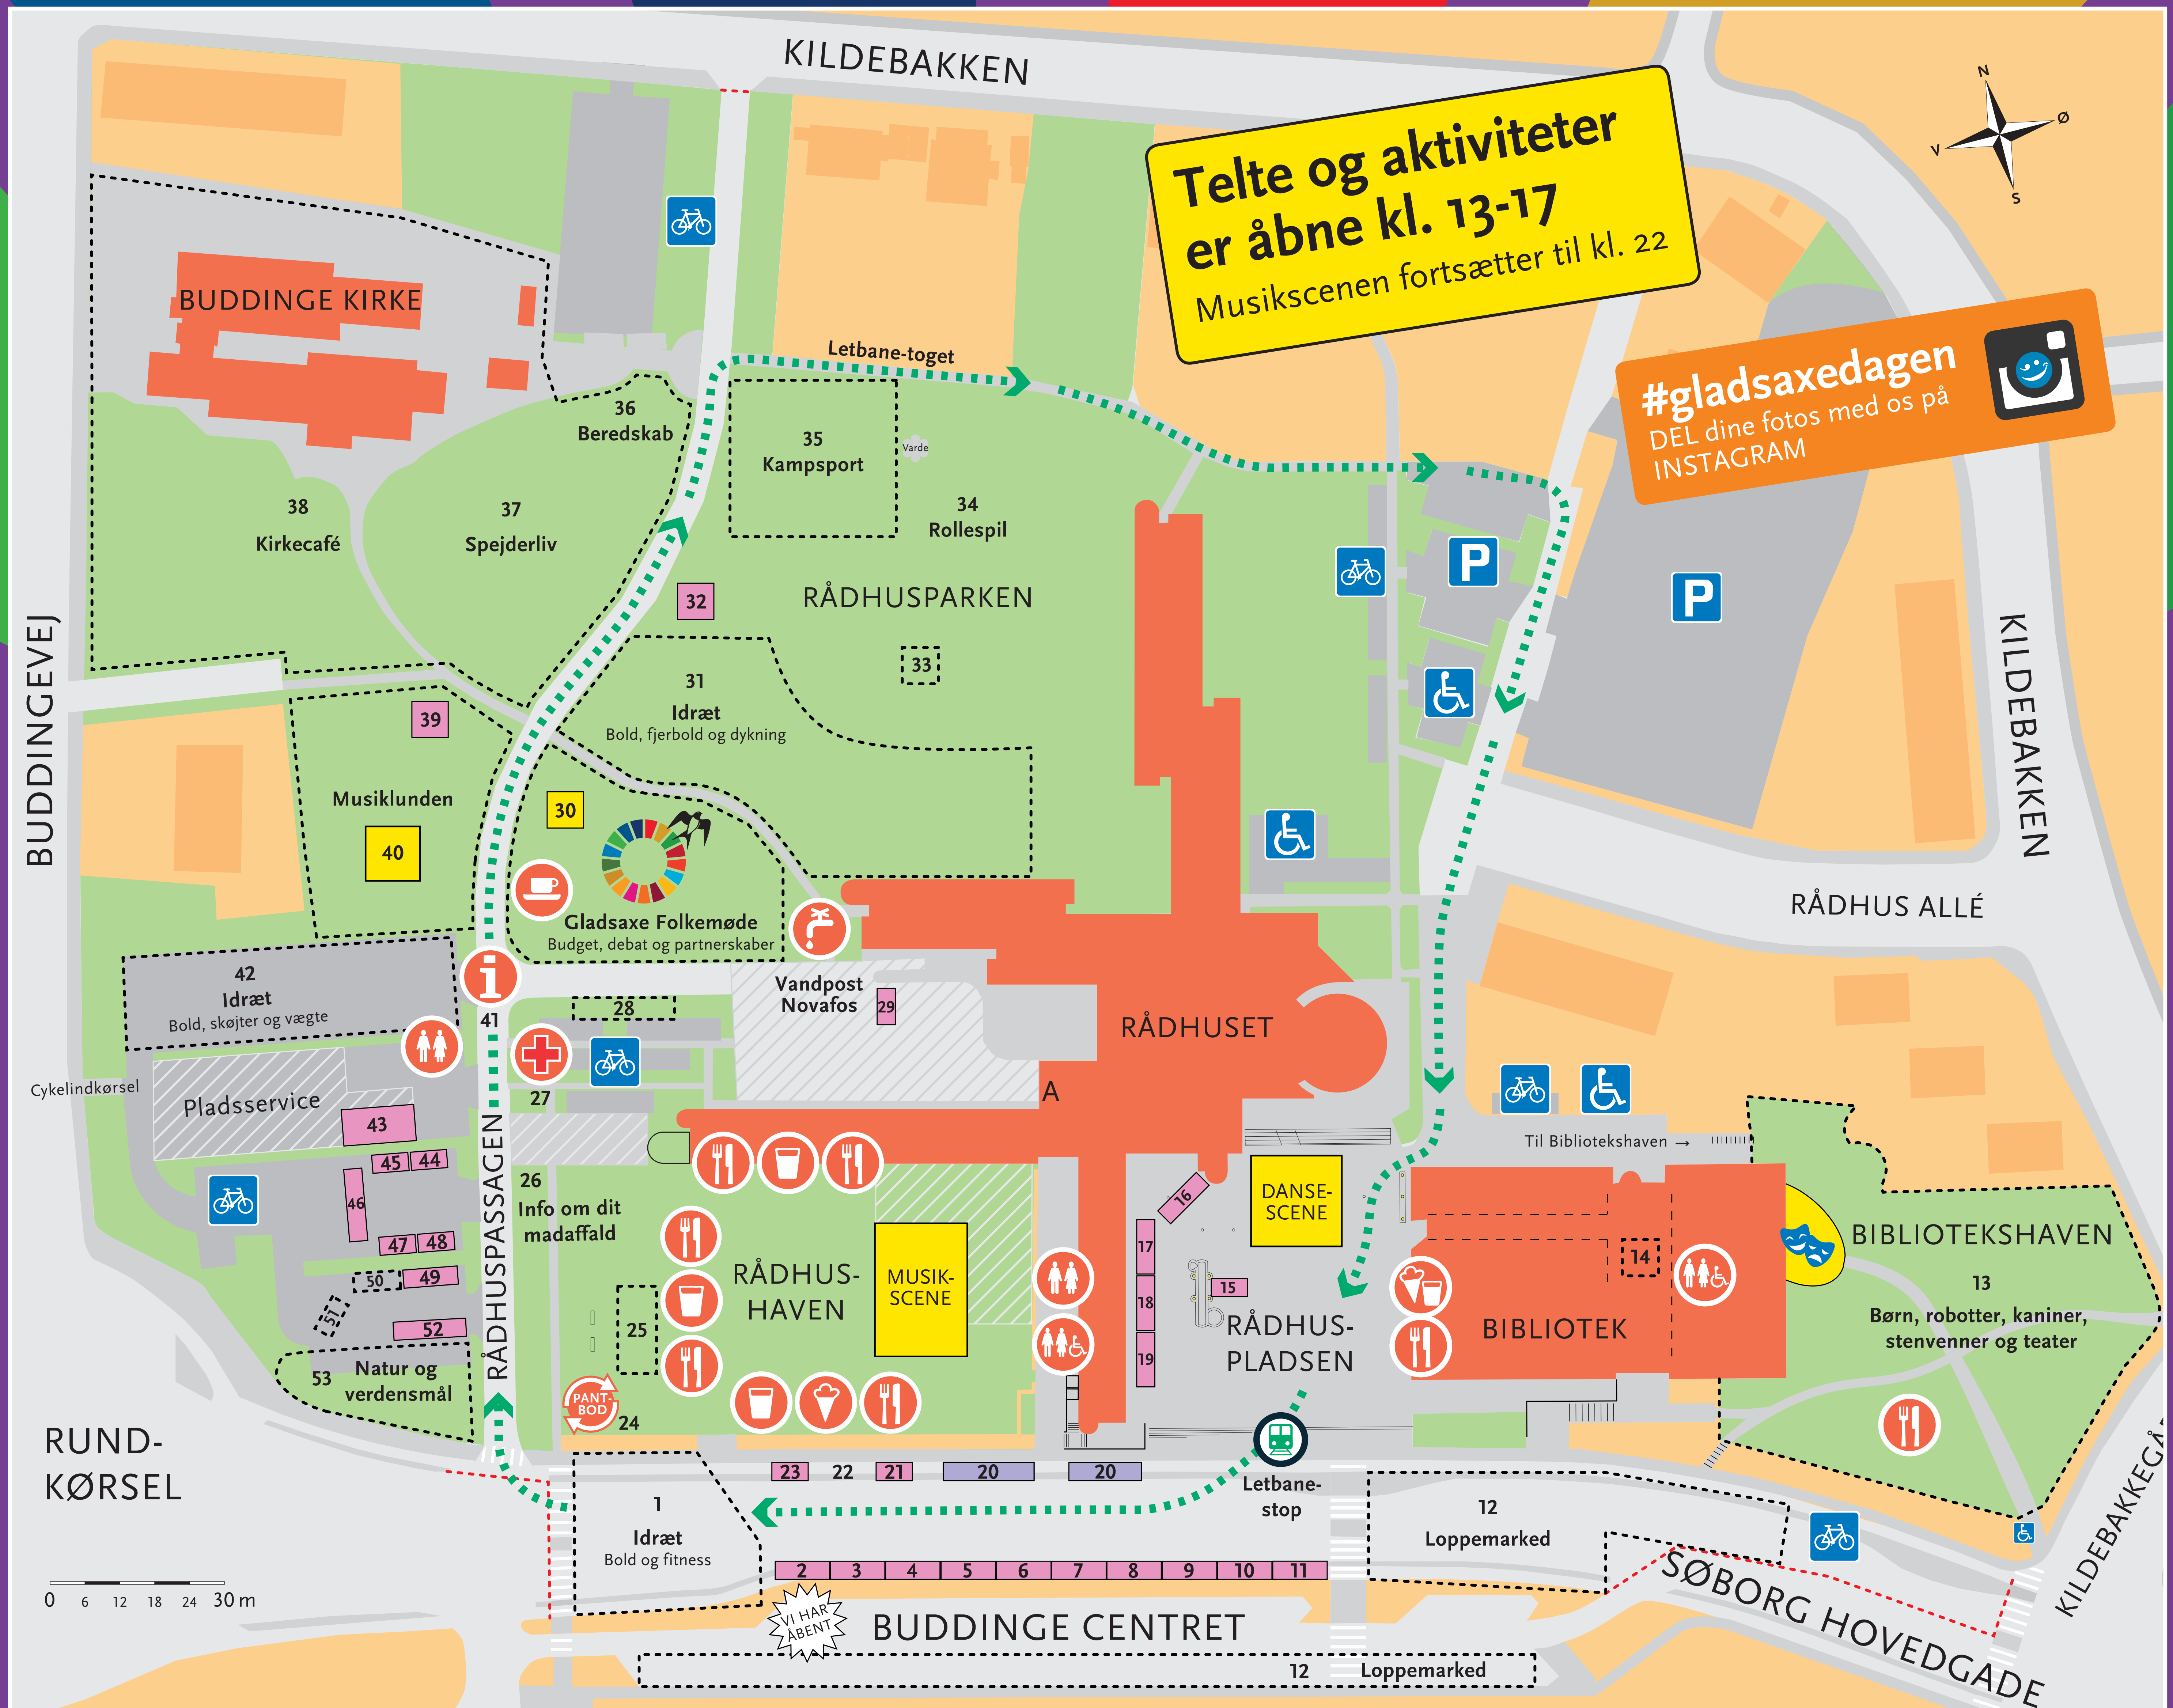 KILDEBAKKEN
Telte og aktiviteter
er åbne kl. 13-17
Musikscenen fortsætter til kl. 22
N
Ø
V
S
#gladsaxedagen
DEL dine fotos med os på
INSTAGRAM
BUDDINGE KIRKE
Letbane-toget
36
Beredskab
35
Kampsport
Varde
34
Rollespil
38
Kirkecafé
37
Spejderliv
P
P
32
RÅDHUSPARKEN
33
31
Idræt
Bold, fjerbold og dykning
BUDDINGEVEJ
KILDEBAKKEN
39
Musiklunden
40
30
Gladsaxe Folkemøde
Budget, debat og partnerskaber
RÅDHUS ALLÉ
42
Idræt
Bold, skøjter og vægte
i
41
28
Vandpost
Novafos
29
RÅDHUSET
A
Cykelindkørsel
Pladsservice
27
43
45
44
46
47
48
49
50
51
52
53
Natur og
verdensmål
RÅDHUSPASSAGEN
26
Info om dit
madaffald
25
PANT-
BOD
24
RÅDHUS-
HAVEN
MUSIK-
SCENE
16
17
18
19
15
DANSE-
SCENE
RÅDHUS-
PLADSEN
Til Bibliotekshaven →
14
BIBLIOTEK
BIBLIOTEKSHAVEN
13
Børn, robotter, kaniner,
stenvenner og teater
RUND-
KØRSEL
0 6 12 18 24 30 m
1
Idræt
Bold og fitness
23
22
21
20
20
Letbane-
stop
2
3
4
5
6
7
8
9
10
11
12
Loppemarked
VI HAR
ÅBENT
BUDDINGE CENTRET
12
Loppemarked
SØBORG HOVEDGADE